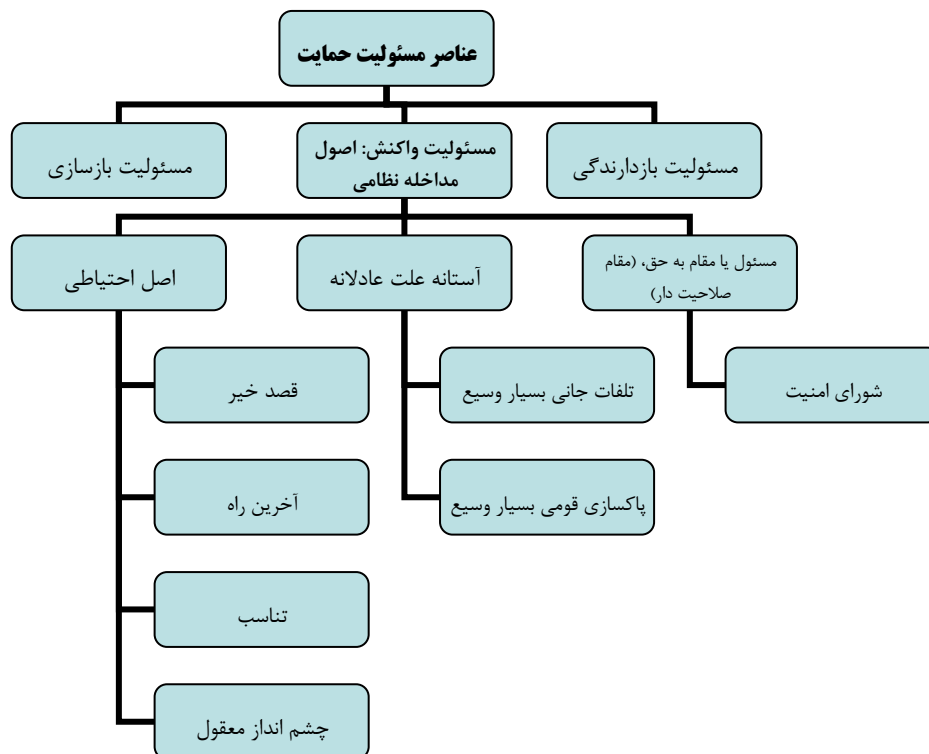 عناصر مسئولیت حمایت
مسئولیت بازدارندگی
مسئولیت واکنش: اصول
مداخله نظامی
مسئولیت بازسازی
مسئول یا مقام به حق، (مقام
صلاحیت دار)
آستانه علت عادلانه
اصل احتیاطی
شورای امنیت
تلفات جانی بسیار وسیع
قصد خیر
پاکسازی قومی بسیار وسیع
آخرین راه
تناسب
چشم انداز معقول